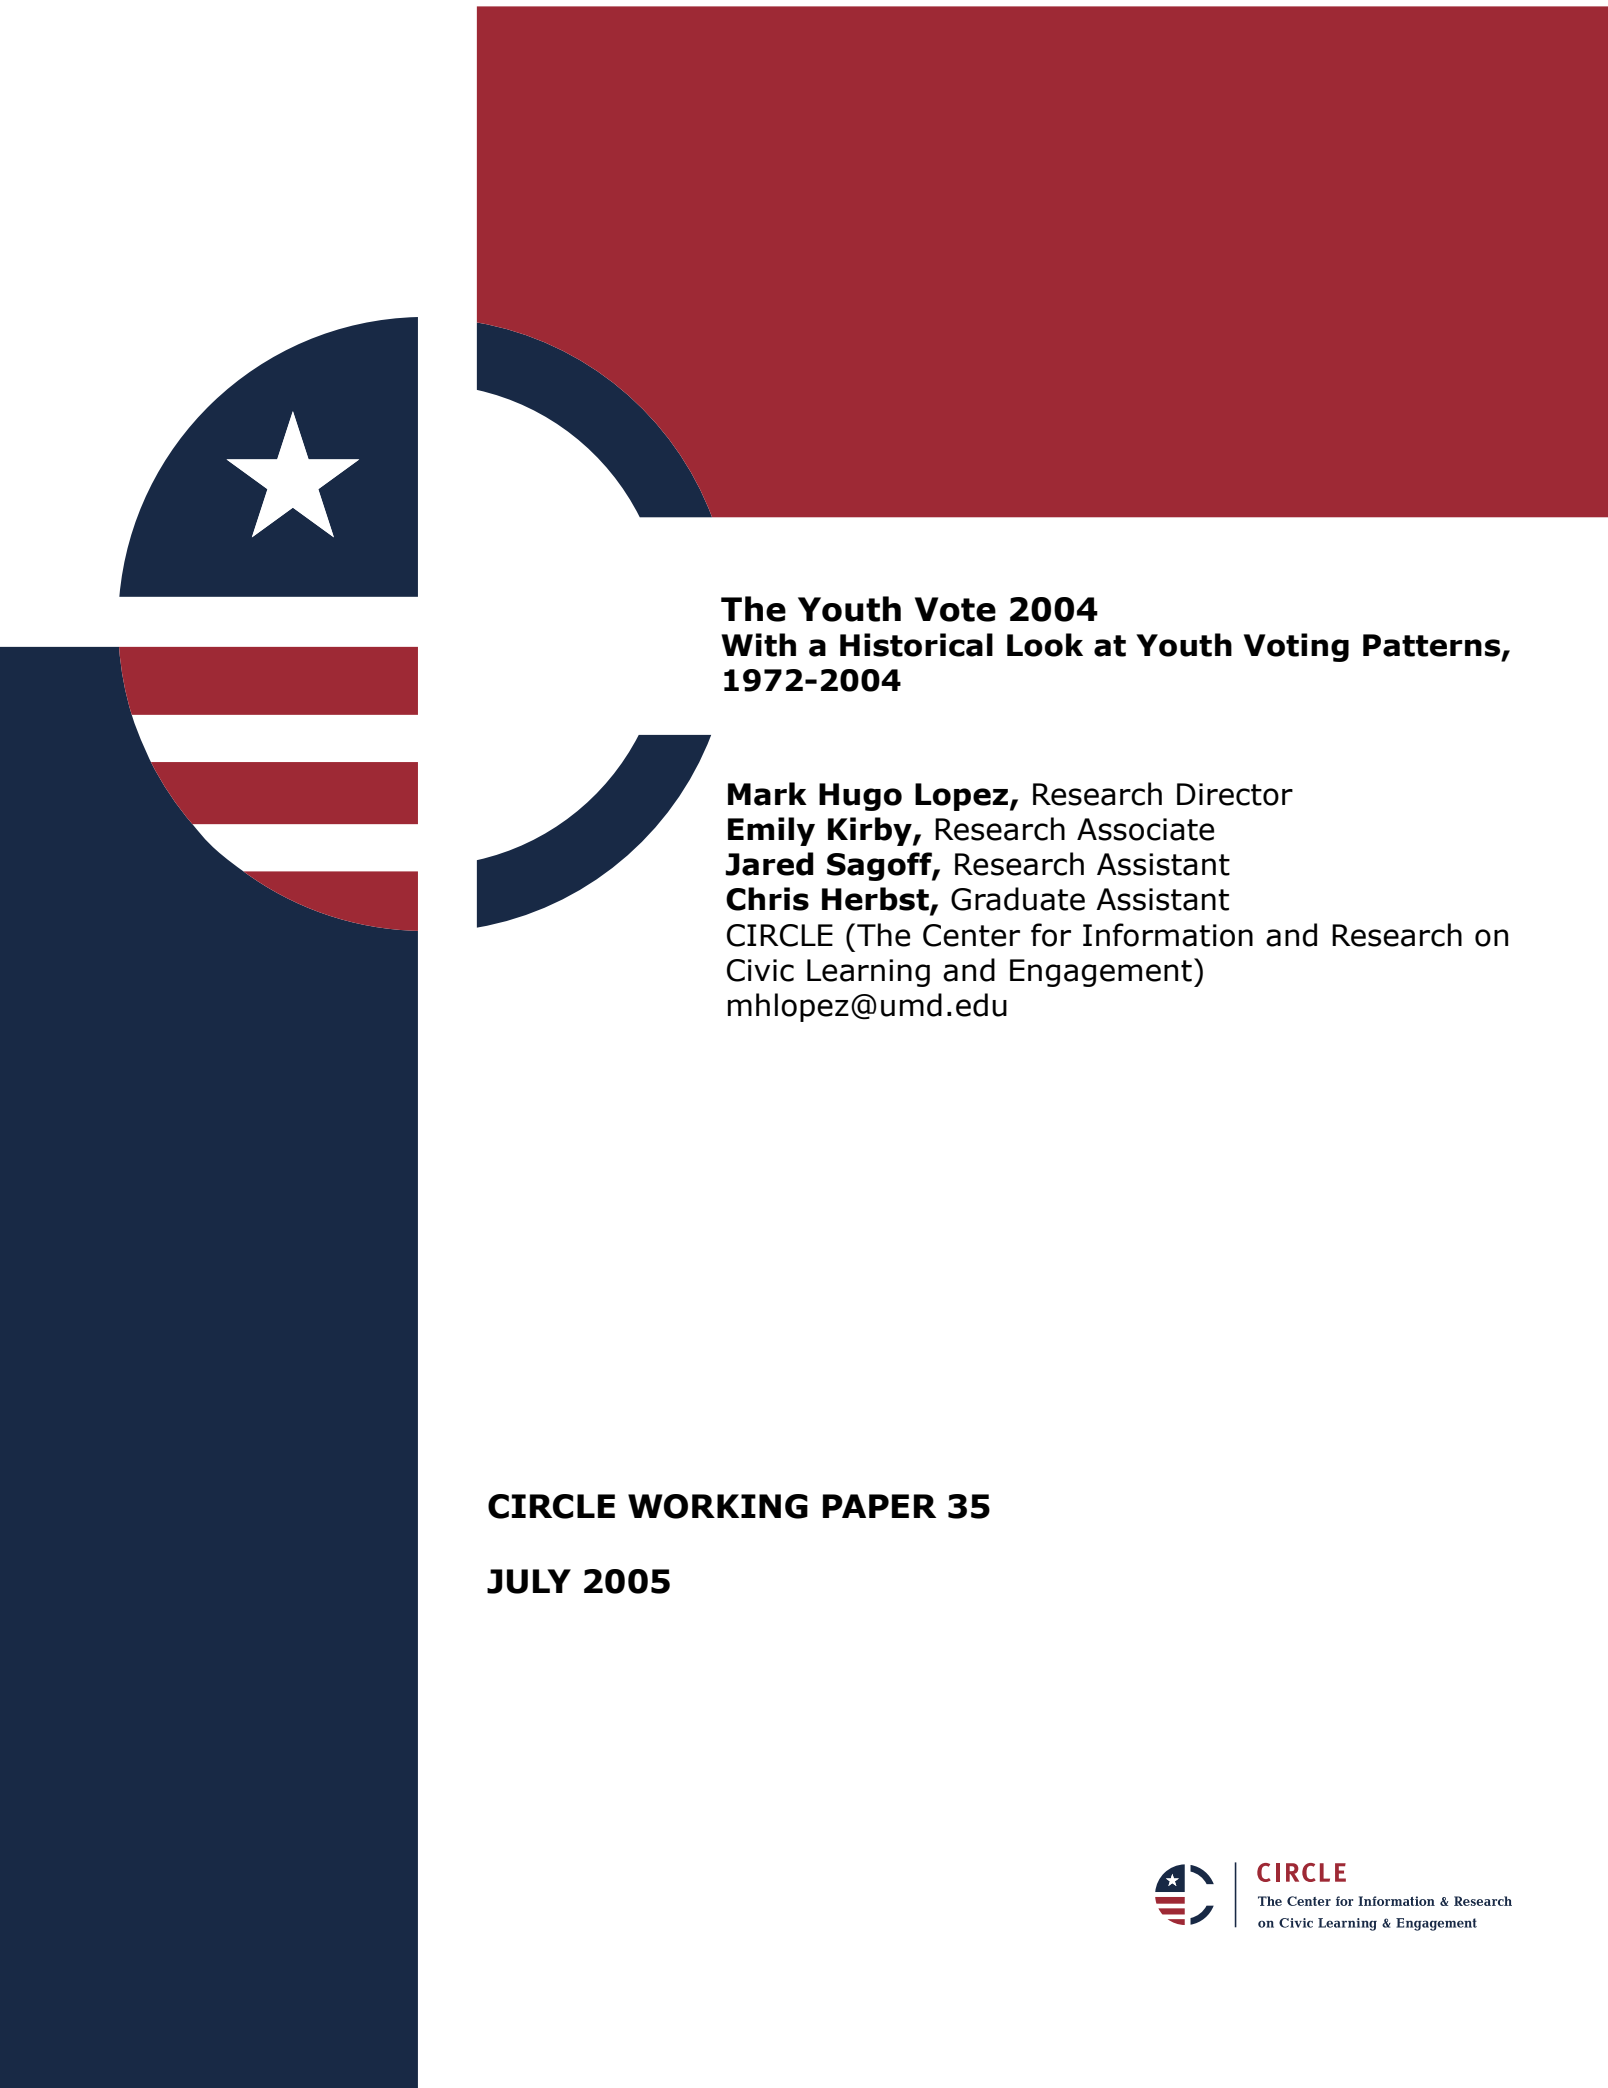 The Youth Vote 2004
With a Historical Look at Youth Voting Patterns,
1972-2004
Mark Hugo Lopez, Research Director
Emily Kirby, Research Associate
Jared Sagoff, Research Assistant
Chris Herbst, Graduate Assistant
CIRCLE (The Center for Information and Research on
Civic Learning and Engagement)
mhlopez@umd.edu
CIRCLE WORKING PAPER 35
JULY 2005
CIRCLE
The Center for Information & Research
on Civic Learning & Engagement